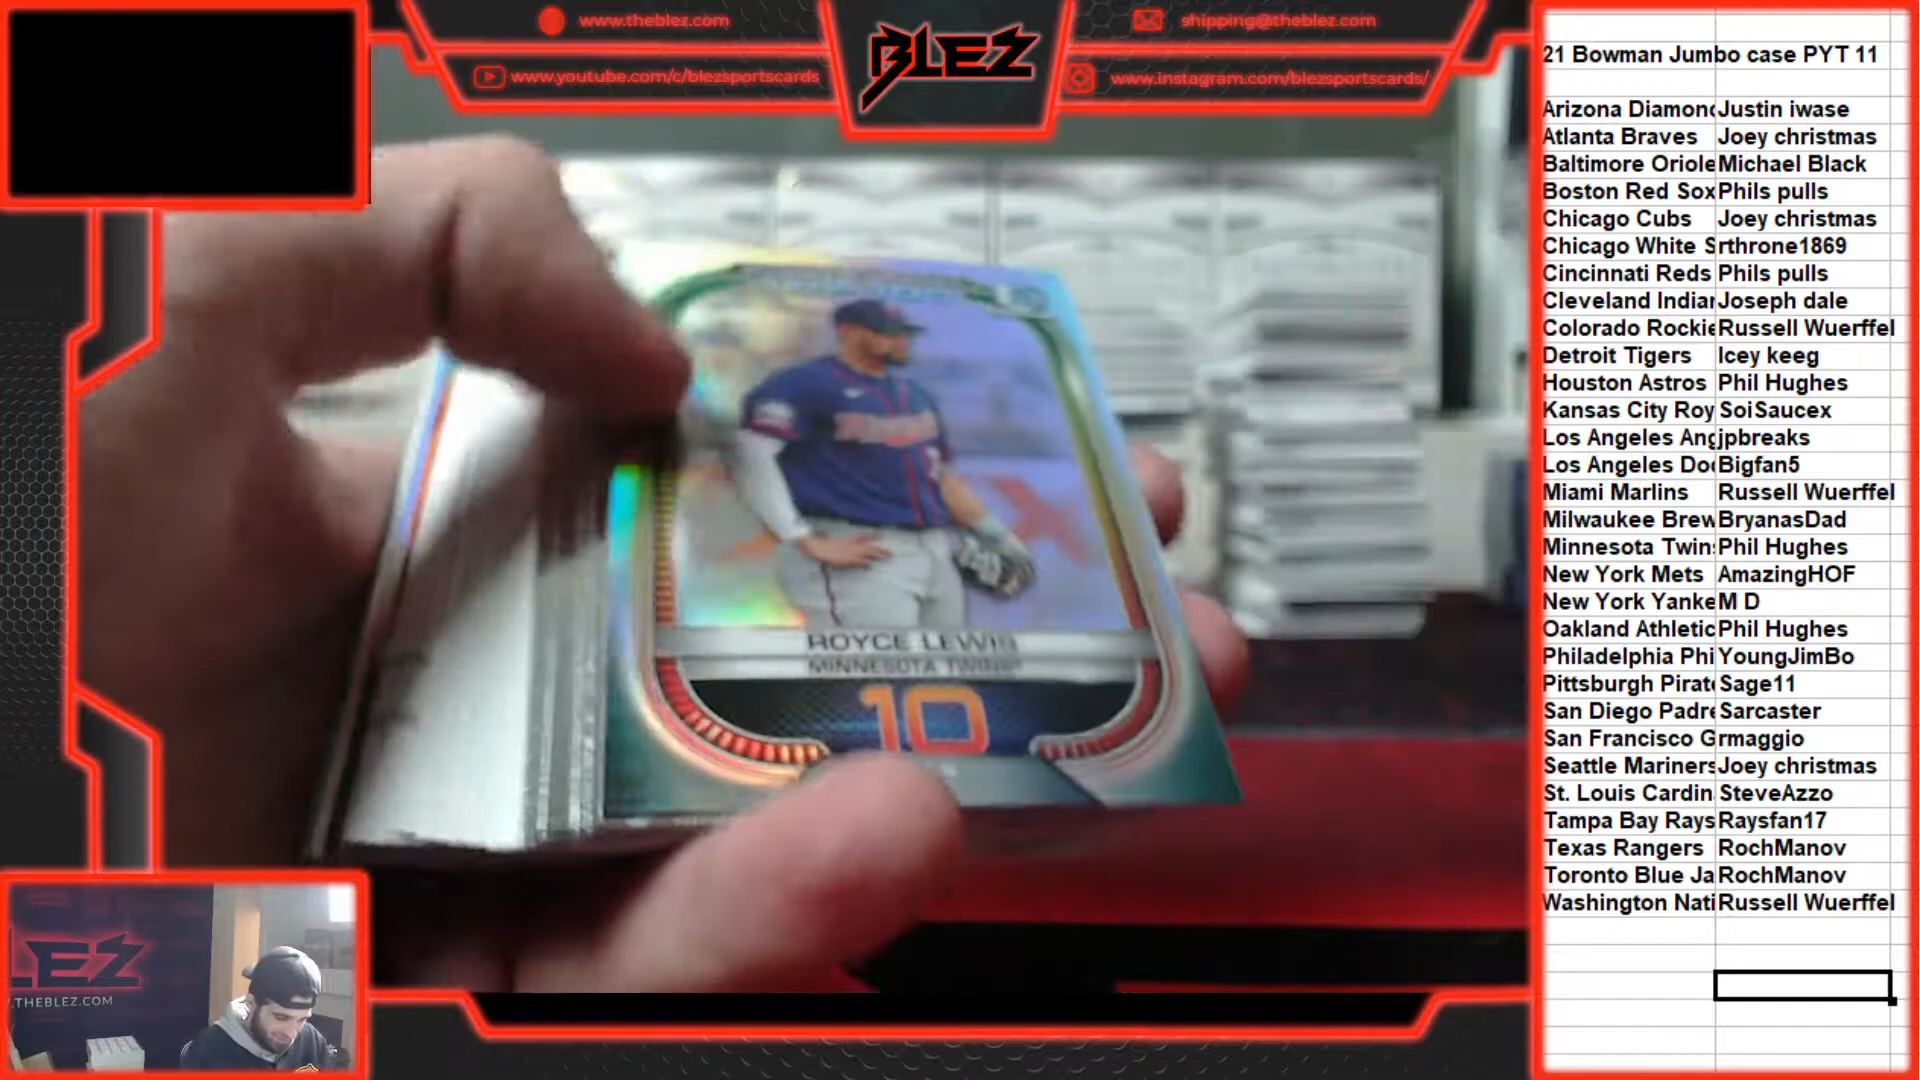 www.theblez.com
BLEZ
shipping@theblez.com
www.youtube.com/c/blezsportscards
www.instagram.com/blezsportscards/
ROYCE LEWIS
MINNESOTA TWINS
10
LEZ
.THEBLEZ.COM
21 Bowman Jumbo case PYT 11
Arizona Diamond Justin iwase
Atlanta Braves Joey christmas
Baltimore Oriole Michael Black
Boston Red Sox Phils pulls
Chicago Cubs Joey christmas
Chicago White S rthrone1869
Cincinnati Reds Phils pulls
Cleveland Indian Joseph dale
Colorado Rockie Russell Wuerffel
Detroit Tigers Icey keeg
Houston Astros Phil Hughes
Kansas City Roy SoiSaucex
Los Angeles Ang jpbreaks
Los Angeles Dod Bigfan5
Miami Marlins Russell Wuerffel
Milwaukee Brew BryanasDad
Minnesota Twins Phil Hughes
New York Mets AmazingHOF
New York Yanke M D
Oakland Athletic Phil Hughes
Philadelphia Phi YoungJimBo
Pittsburgh Pirate Sage11
San Diego Padre Sarcaster
San Francisco G rmaggio
Seattle Mariners Joey christmas
St. Louis Cardin SteveAzzo
Tampa Bay Rays Raysfan17
Texas Rangers RochManov
Toronto Blue Ja RochManov
Washington Nati Russell Wuerffel